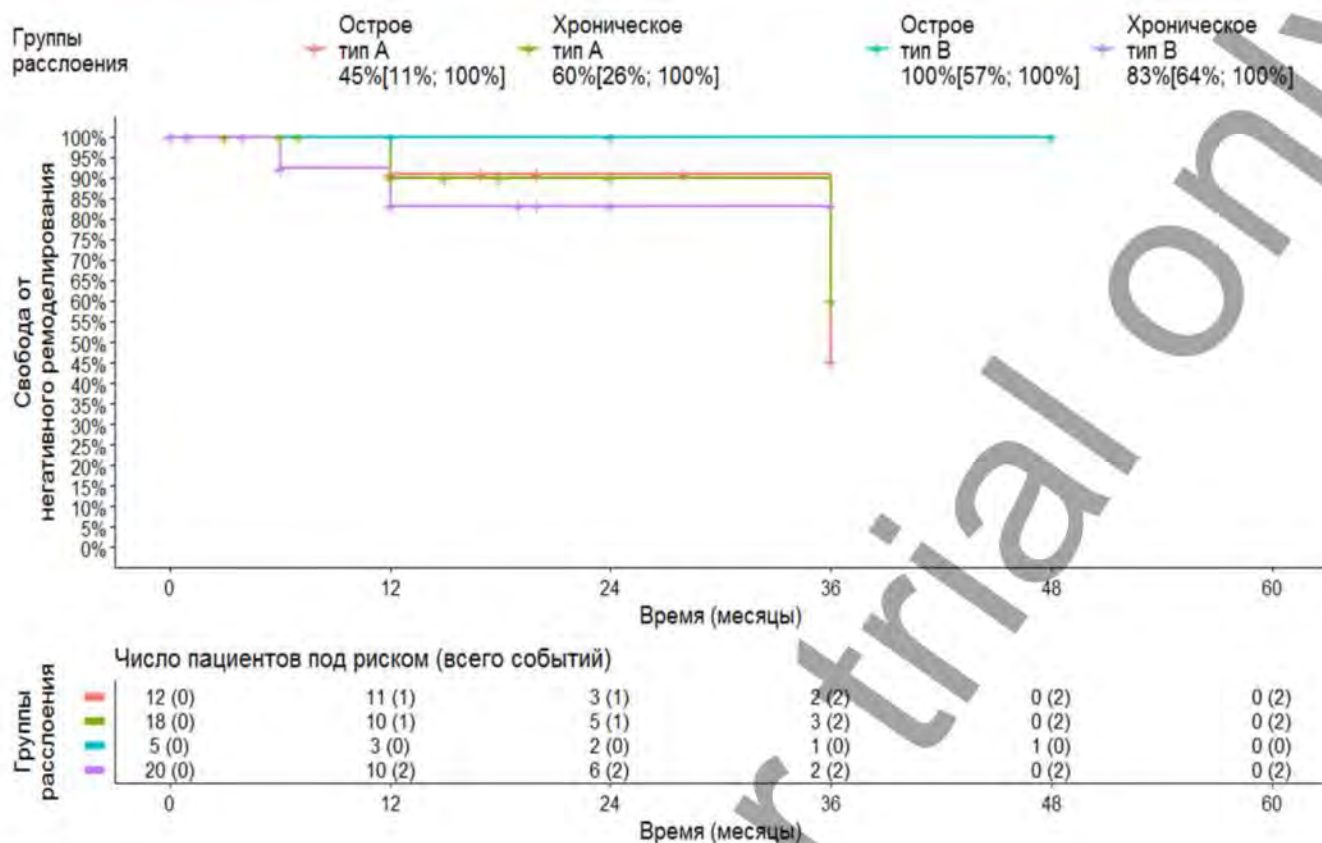 Группы
расслоения
Острое
тип A
45%[11%; 100%]
Хроническое
тип A
60%[26%; 100%]
Острое
тип B
100%[57%; 100%]
Хроническое
тип B
83%[64%; 100%]
Свобода от
негативного ремоделирования
100%
95%
90%
85%
80%
75%
70%
65%
60%
55%
50%
45%
40%
35%
30%
25%
20%
15%
10%
5%
0%
0 12 24 36 48 60
Время (месяцы)
Число пациентов под риском (всего событий)
Группы
расслоения
12 (0) 11 (1) 3 (1) 2 (2) 0 (2) 0 (2)
18 (0) 10 (1) 5 (1) 3 (2) 0 (2) 0 (2)
5 (0) 3 (0) 2 (0) 1 (0) 1 (0) 0 (0)
20 (0) 10 (2) 6 (2) 2 (2) 0 (2) 0 (2)
0 12 24 36 48 60
Время (месяцы)
r trial only